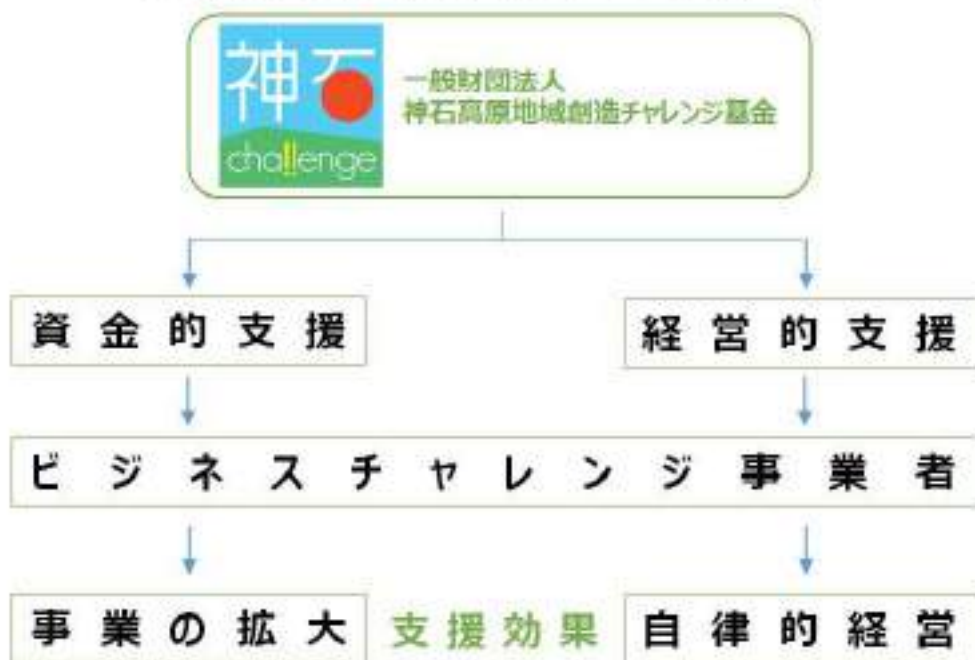 神石
cha!!enge
一般財団法人
神石高原地域創造チャレンジ基金
資金的支援
経営的支援
ビジネスチャレンジ事業者
事業の拡大
支援効果
自律的経営